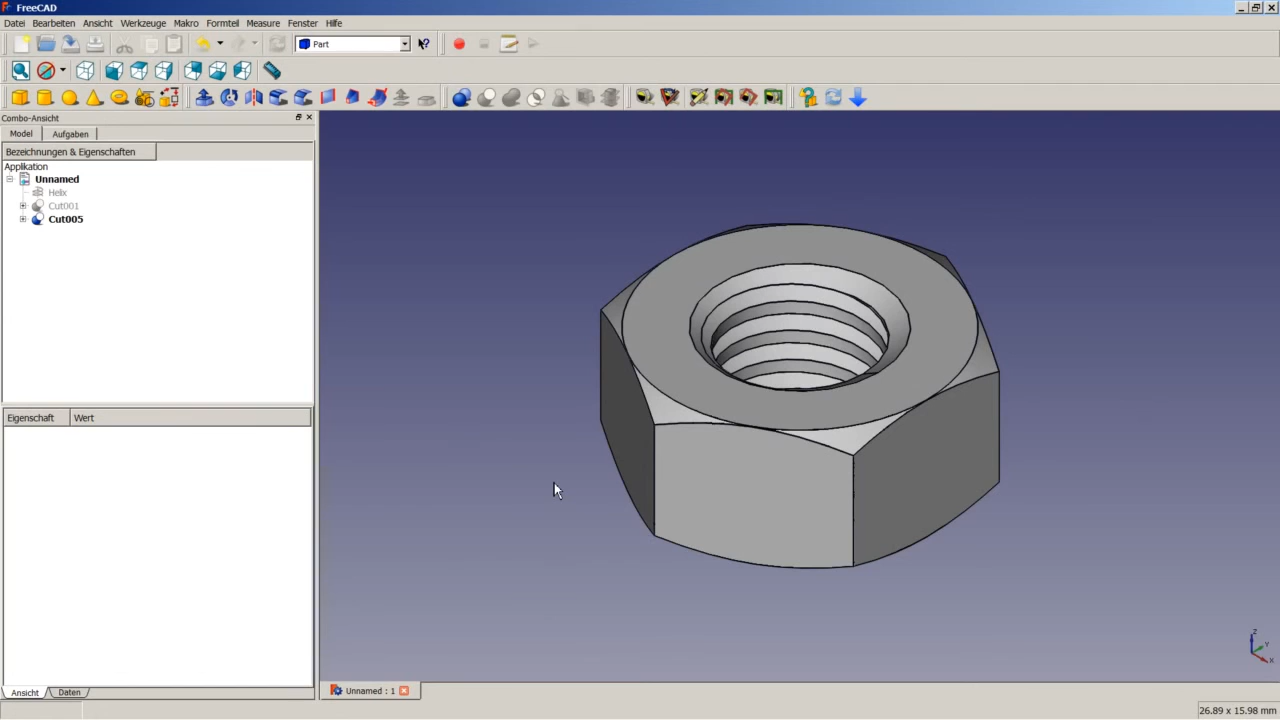 FreeCAD
Datei Bearbeiten Ansicht Werkzeuge Makro Formteil Measure Fenster Hilfe
Part
Combo-Ansicht
Model Aufgaben
Bezeichnungen & Eigenschaften
Applikation
Unnamed
Helix
Cut001
Cut005
Eigenschaft Wert
Z
Y
X
Ansicht Daten
Unnamed : 1
26.89 x 15.98 mm